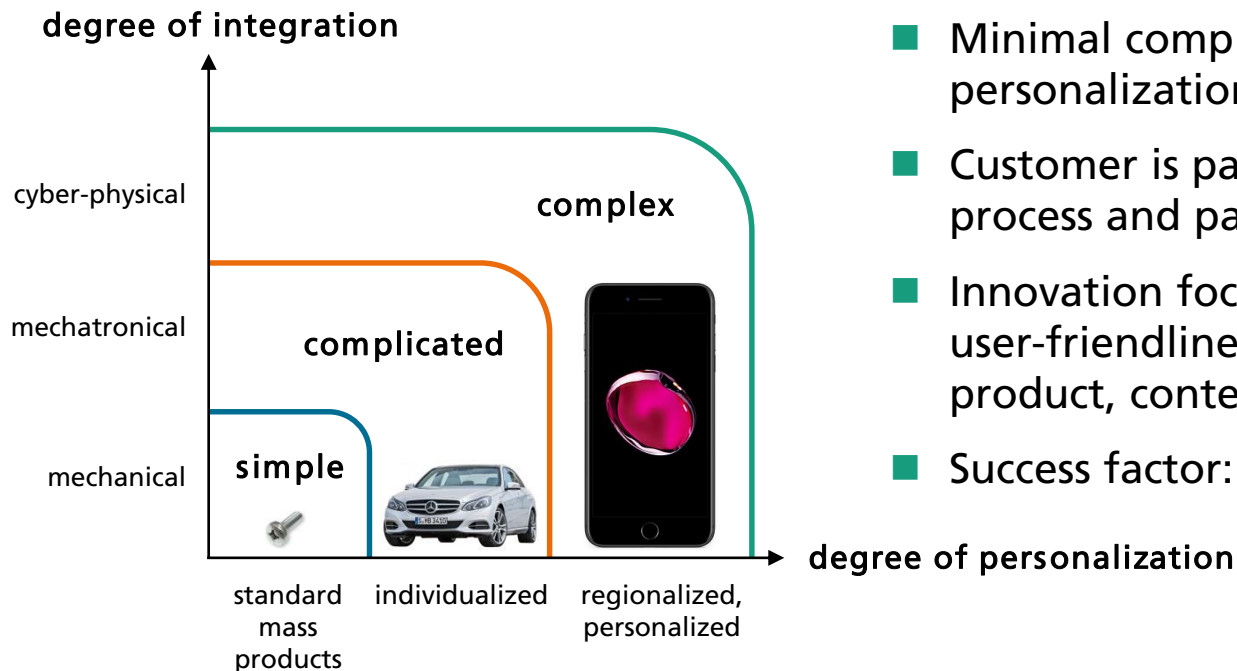 degree of integration
cyber-physical
complex
mechatronical
complicated
mechanical
simple
standard
mass
products
individualized
regionalized,
personalized
degree of personalization
Minimal comp
personalization
Customer is pa
process and pa
Innovation foc
user-friendline
product, conte
Success factor: